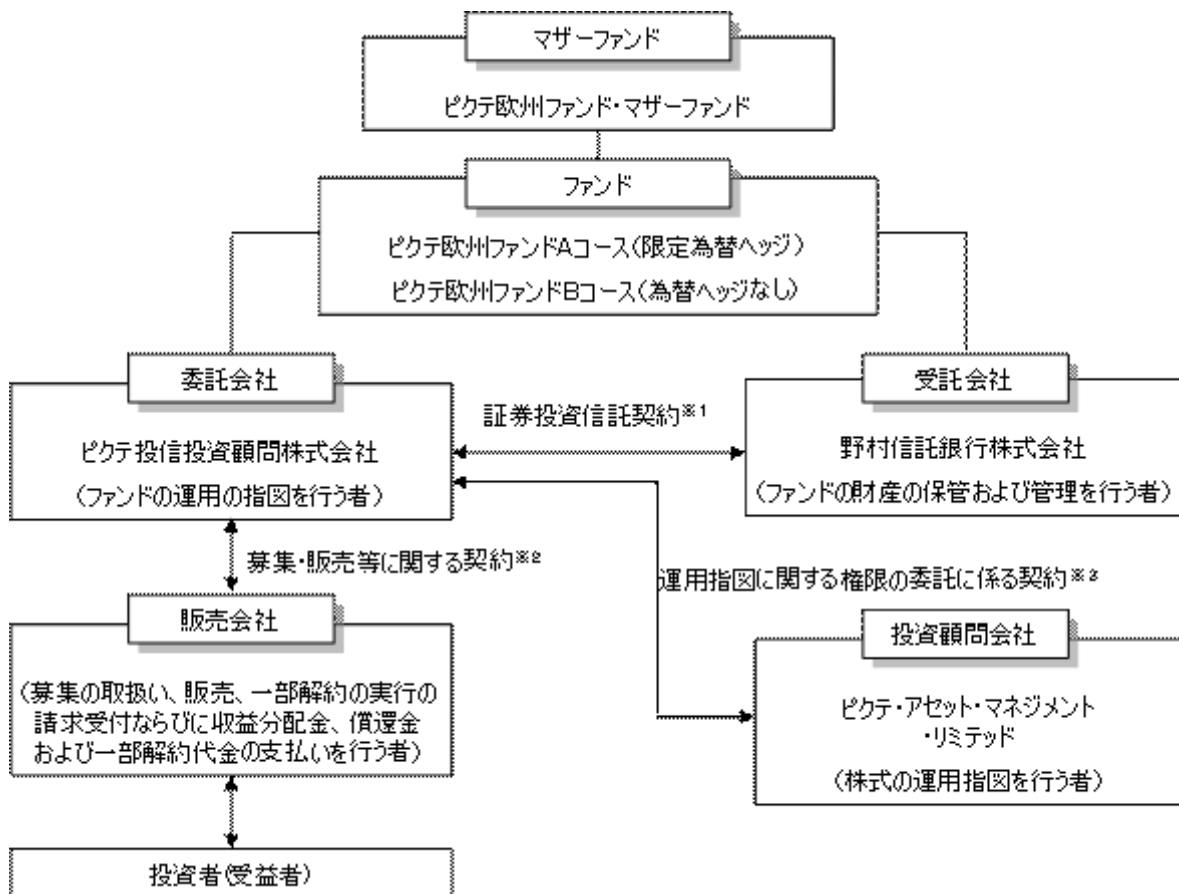 マザーファンド
ピクテ欧州ファンド・マザーファンド
ファンド
ピクテ欧州ファンドAコース(限定為替ヘッジ)
ピクテ欧州ファンドBコース(為替ヘッジなし)
委託会社
ピクテ投信投資顧問株式会社
(ファンドの運用の指図を行う者)
証券投資信託契約※1
受託会社
野村信託銀行株式会社
(ファンドの財産の保管および管理を行う者)
募集・販売等に関する契約※2
運用指図に関する権限の委託に係る契約※3
販売会社
(募集の取扱い、販売、一部解約の実行の
請求受付ならびに収益分配金、償還金
および一部解約代金の支払いを行う者)
投資顧問会社
ピクテ・アセット・マネジメント
・リミテッド
(株式の運用指図を行う者)
投資者(受益者)